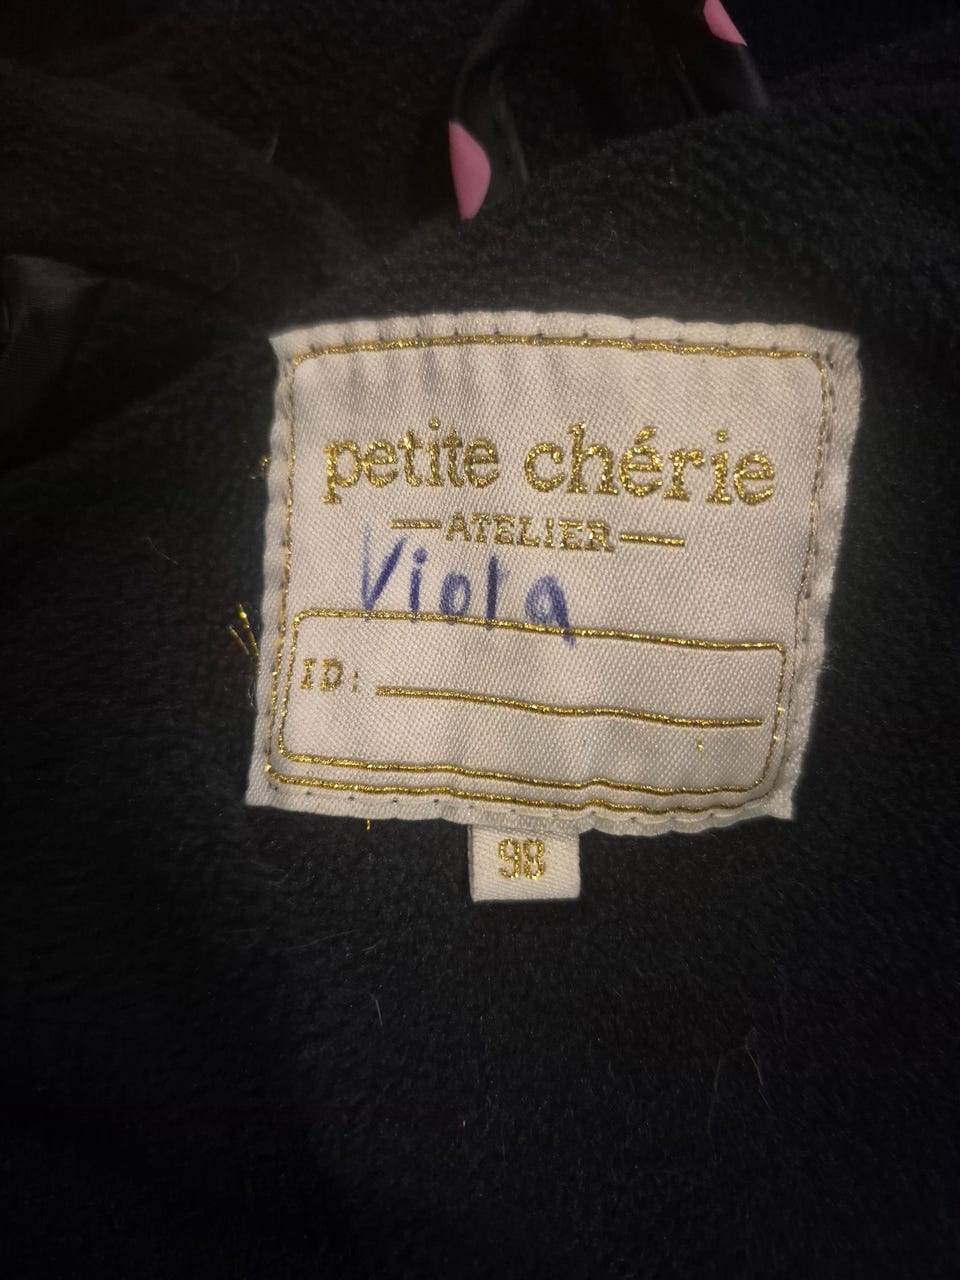 petite chérie
ATELIER
Viola
ID:
98